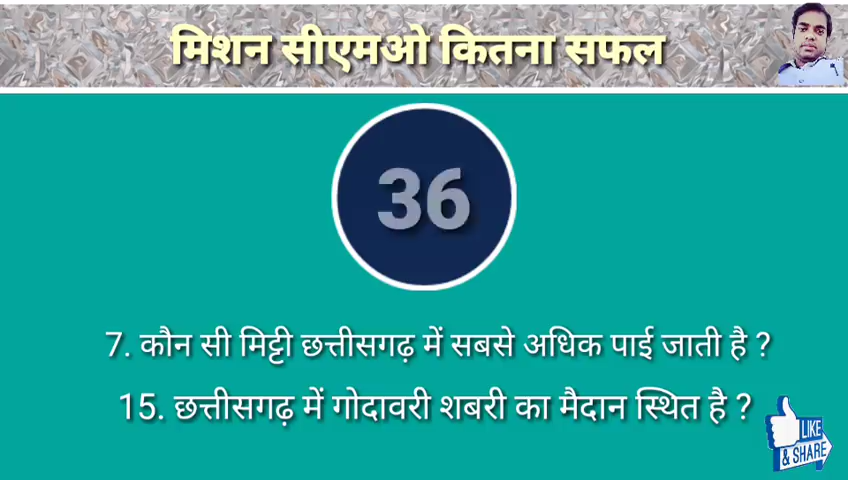 मिशन सीएमओ कितना सफल
36
7. कौन सी मिट्टी छत्तीसगढ़ में सबसे अधिक पाई जाती है ?
15. छत्तीसगढ़ में गोदावरी शबरी का मैदान स्थित है ?
LIKE
& SHARE